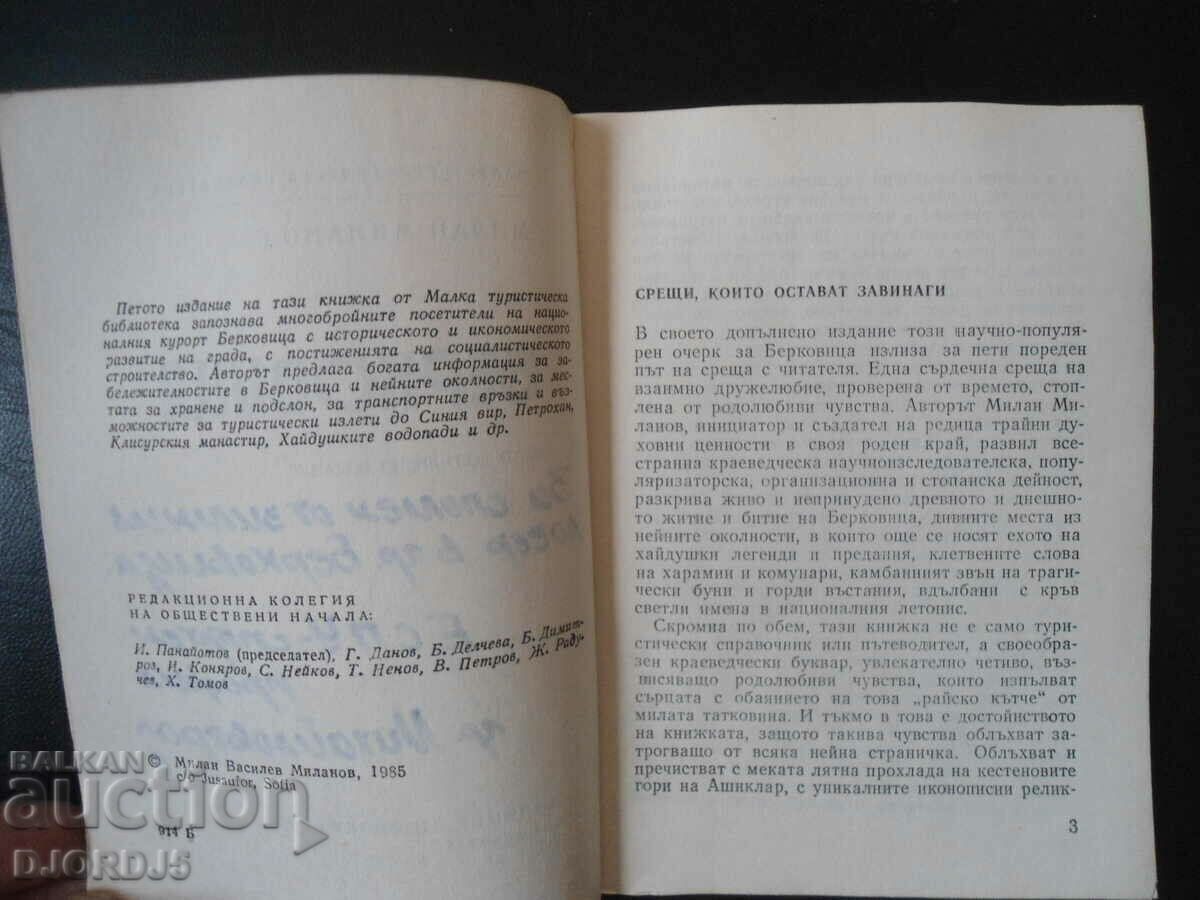 Петото издание на тази книжка от Малка туристическа
библиотека запознава многобройните посетители на нацио-
налния курорт Берковица с историческото и икономическото
развитие на града, с постиженията на социалистическото
строителство. Авторът предлага богата информация за за-
бележителностите в Берковица и нейните околности, за мес-
тата за хранене и подслон, за транспортните връзки и въз-
можностите за туристически излети до Синия вир, Петрохан,
Клисурския манастир, Хайдушките водопади и др.
РЕДАКЦИОННА КОЛЕГИЯ
НА ОБЩЕСТВЕНИ НАЧАЛА:
И. Панайотов (председател), Г. Данов, Б. Делчева, Б. Димит-
ров, И. Коняров, С. Нейков, Т. Ненов, В. Петров, Ж. Раду-
чев, Х. Томов
© Милан Василев Миланов, 1985
c/o Jusautor, Sofia
914 Б
СРЕЩИ, КОИТО ОСТАВАТ ЗАВИНАГИ
В своето допълнено издание този научно-популя-
рен очерк за Берковица излиза за пети пореден
път на среща с читателя. Една сърдечна среща на
взаимно дружелюбие, проверена от времето, стоп-
лена от родолюбиви чувства. Авторът Милан Ми-
ланов, инициатор и създател на редица трайни ду-
ховни ценности в своя роден край, развил все-
странна краеведческа научноизследователска, попу-
ляризаторска, организационна и стопанска дейност,
разкрива живо и непринудено древното и днешно-
то житие и битие на Берковица, дивните места из
нейните околности, в които още се носят ехото на
хайдушки легенди и предания, клетвените слова
на харамии и комунари, камбанният звън на траги-
чески буни и горди въстания, вдълбани с кръв
светли имена в националния летопис.
Скромна по обем, тази книжка не е само тури-
стически справочник или пътеводител, а своеобра-
зен краеведчески буквар, увлекателно четиво, въз-
висяващо родолюбиви чувства, които изпълват
сърцата с обаянието на това „райско кътче“ от
милата татковина. И тъкмо в това е достойнството
на книжката, защото такива чувства облъхват за-
трогващо от всяка нейна страничка. Облъхват и
пречистват с меката лятна прохлада на кестеновите
гори на Ашиклар, с уникалните иконописни релик-
3
BALKAN
auction
DJORDJ5